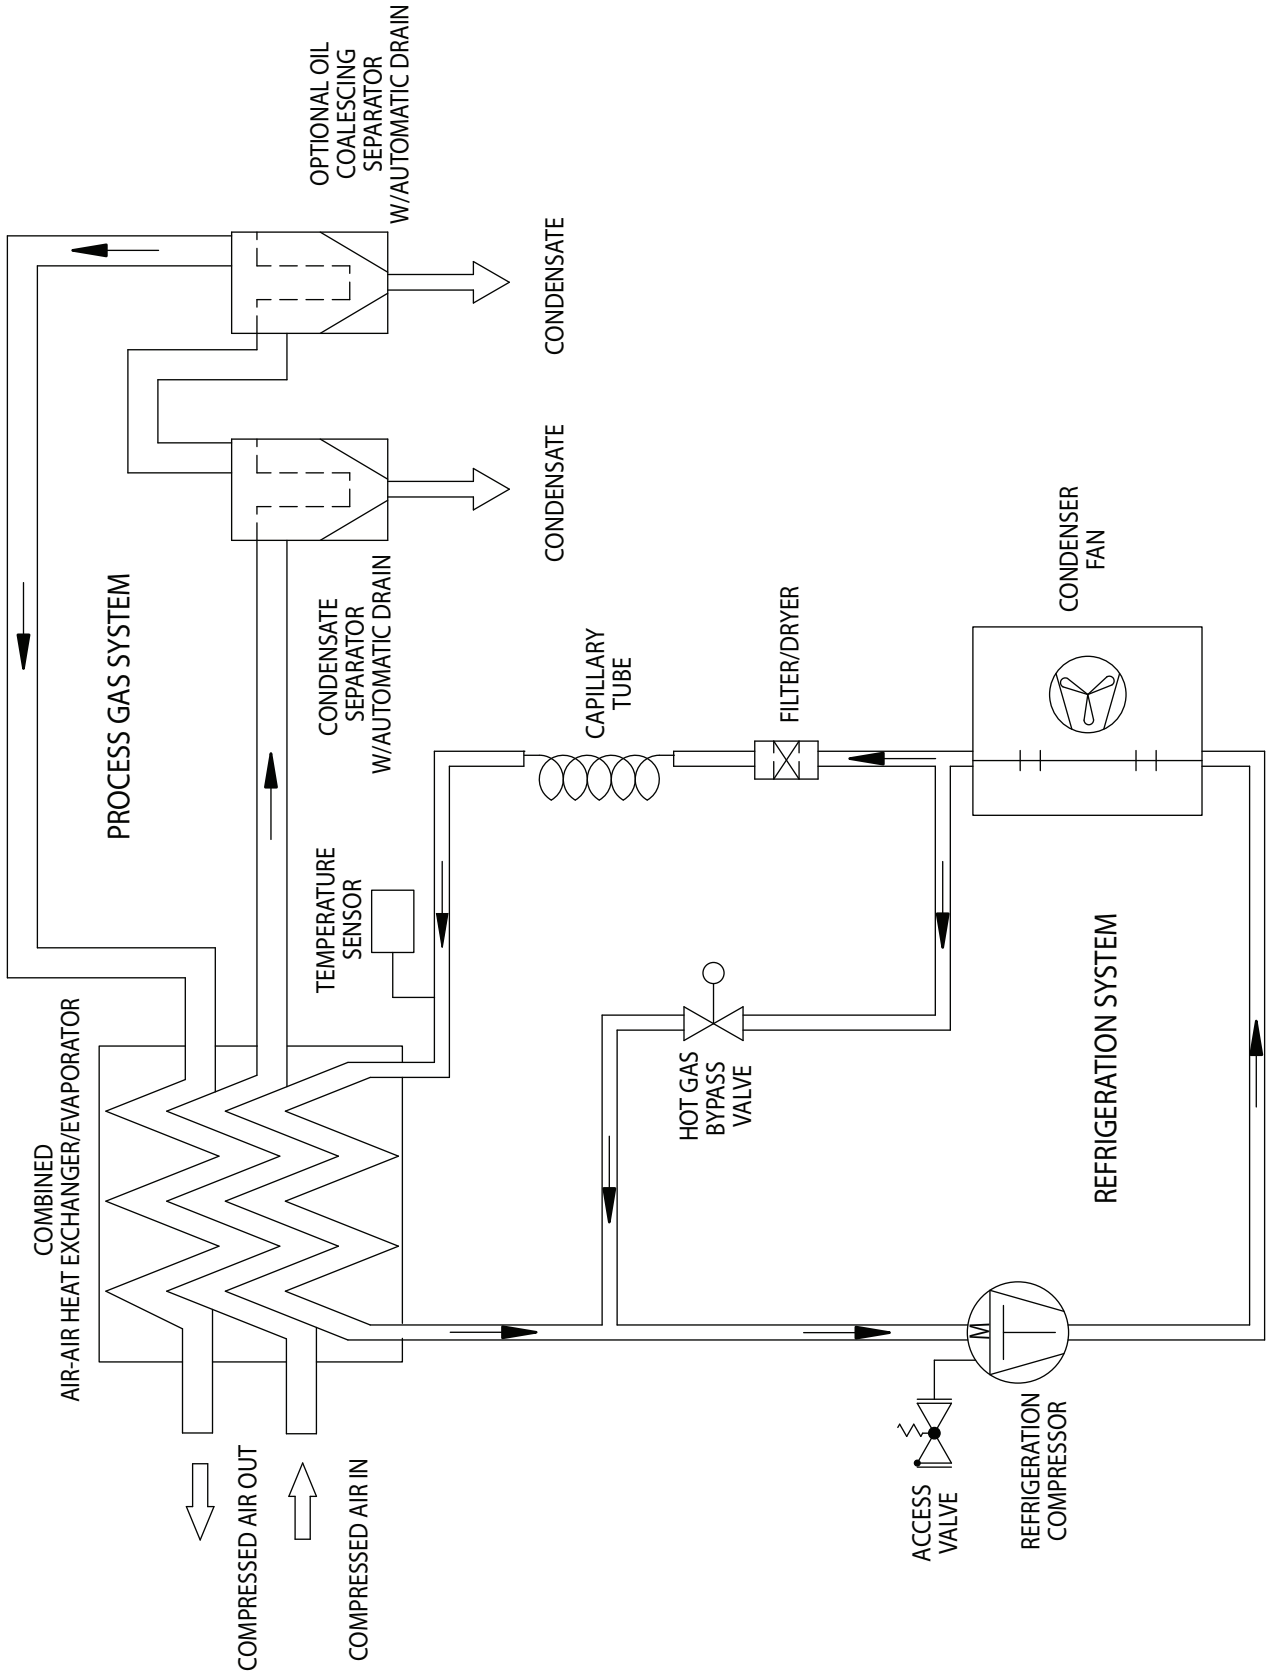 COMBINED
AIR-AIR HEAT EXCHANGER/EVAPORATOR
PROCESS GAS SYSTEM
OPTIONAL OIL
COALESCING
SEPARATOR
W/AUTOMATIC DRAIN
COMPRESSED AIR OUT
COMPRESSED AIR IN
TEMPERATURE
SENSOR
CONDENSATE
SEPARATOR
W/AUTOMATIC DRAIN
CONDENSATE
CONDENSATE
CAPILLARY
TUBE
HOT GAS
BYPASS
VALVE
FILTER/DRYER
ACCESS
VALVE
REFRIGERATION
COMPRESSOR
REFRIGERATION SYSTEM
CONDENSER
FAN